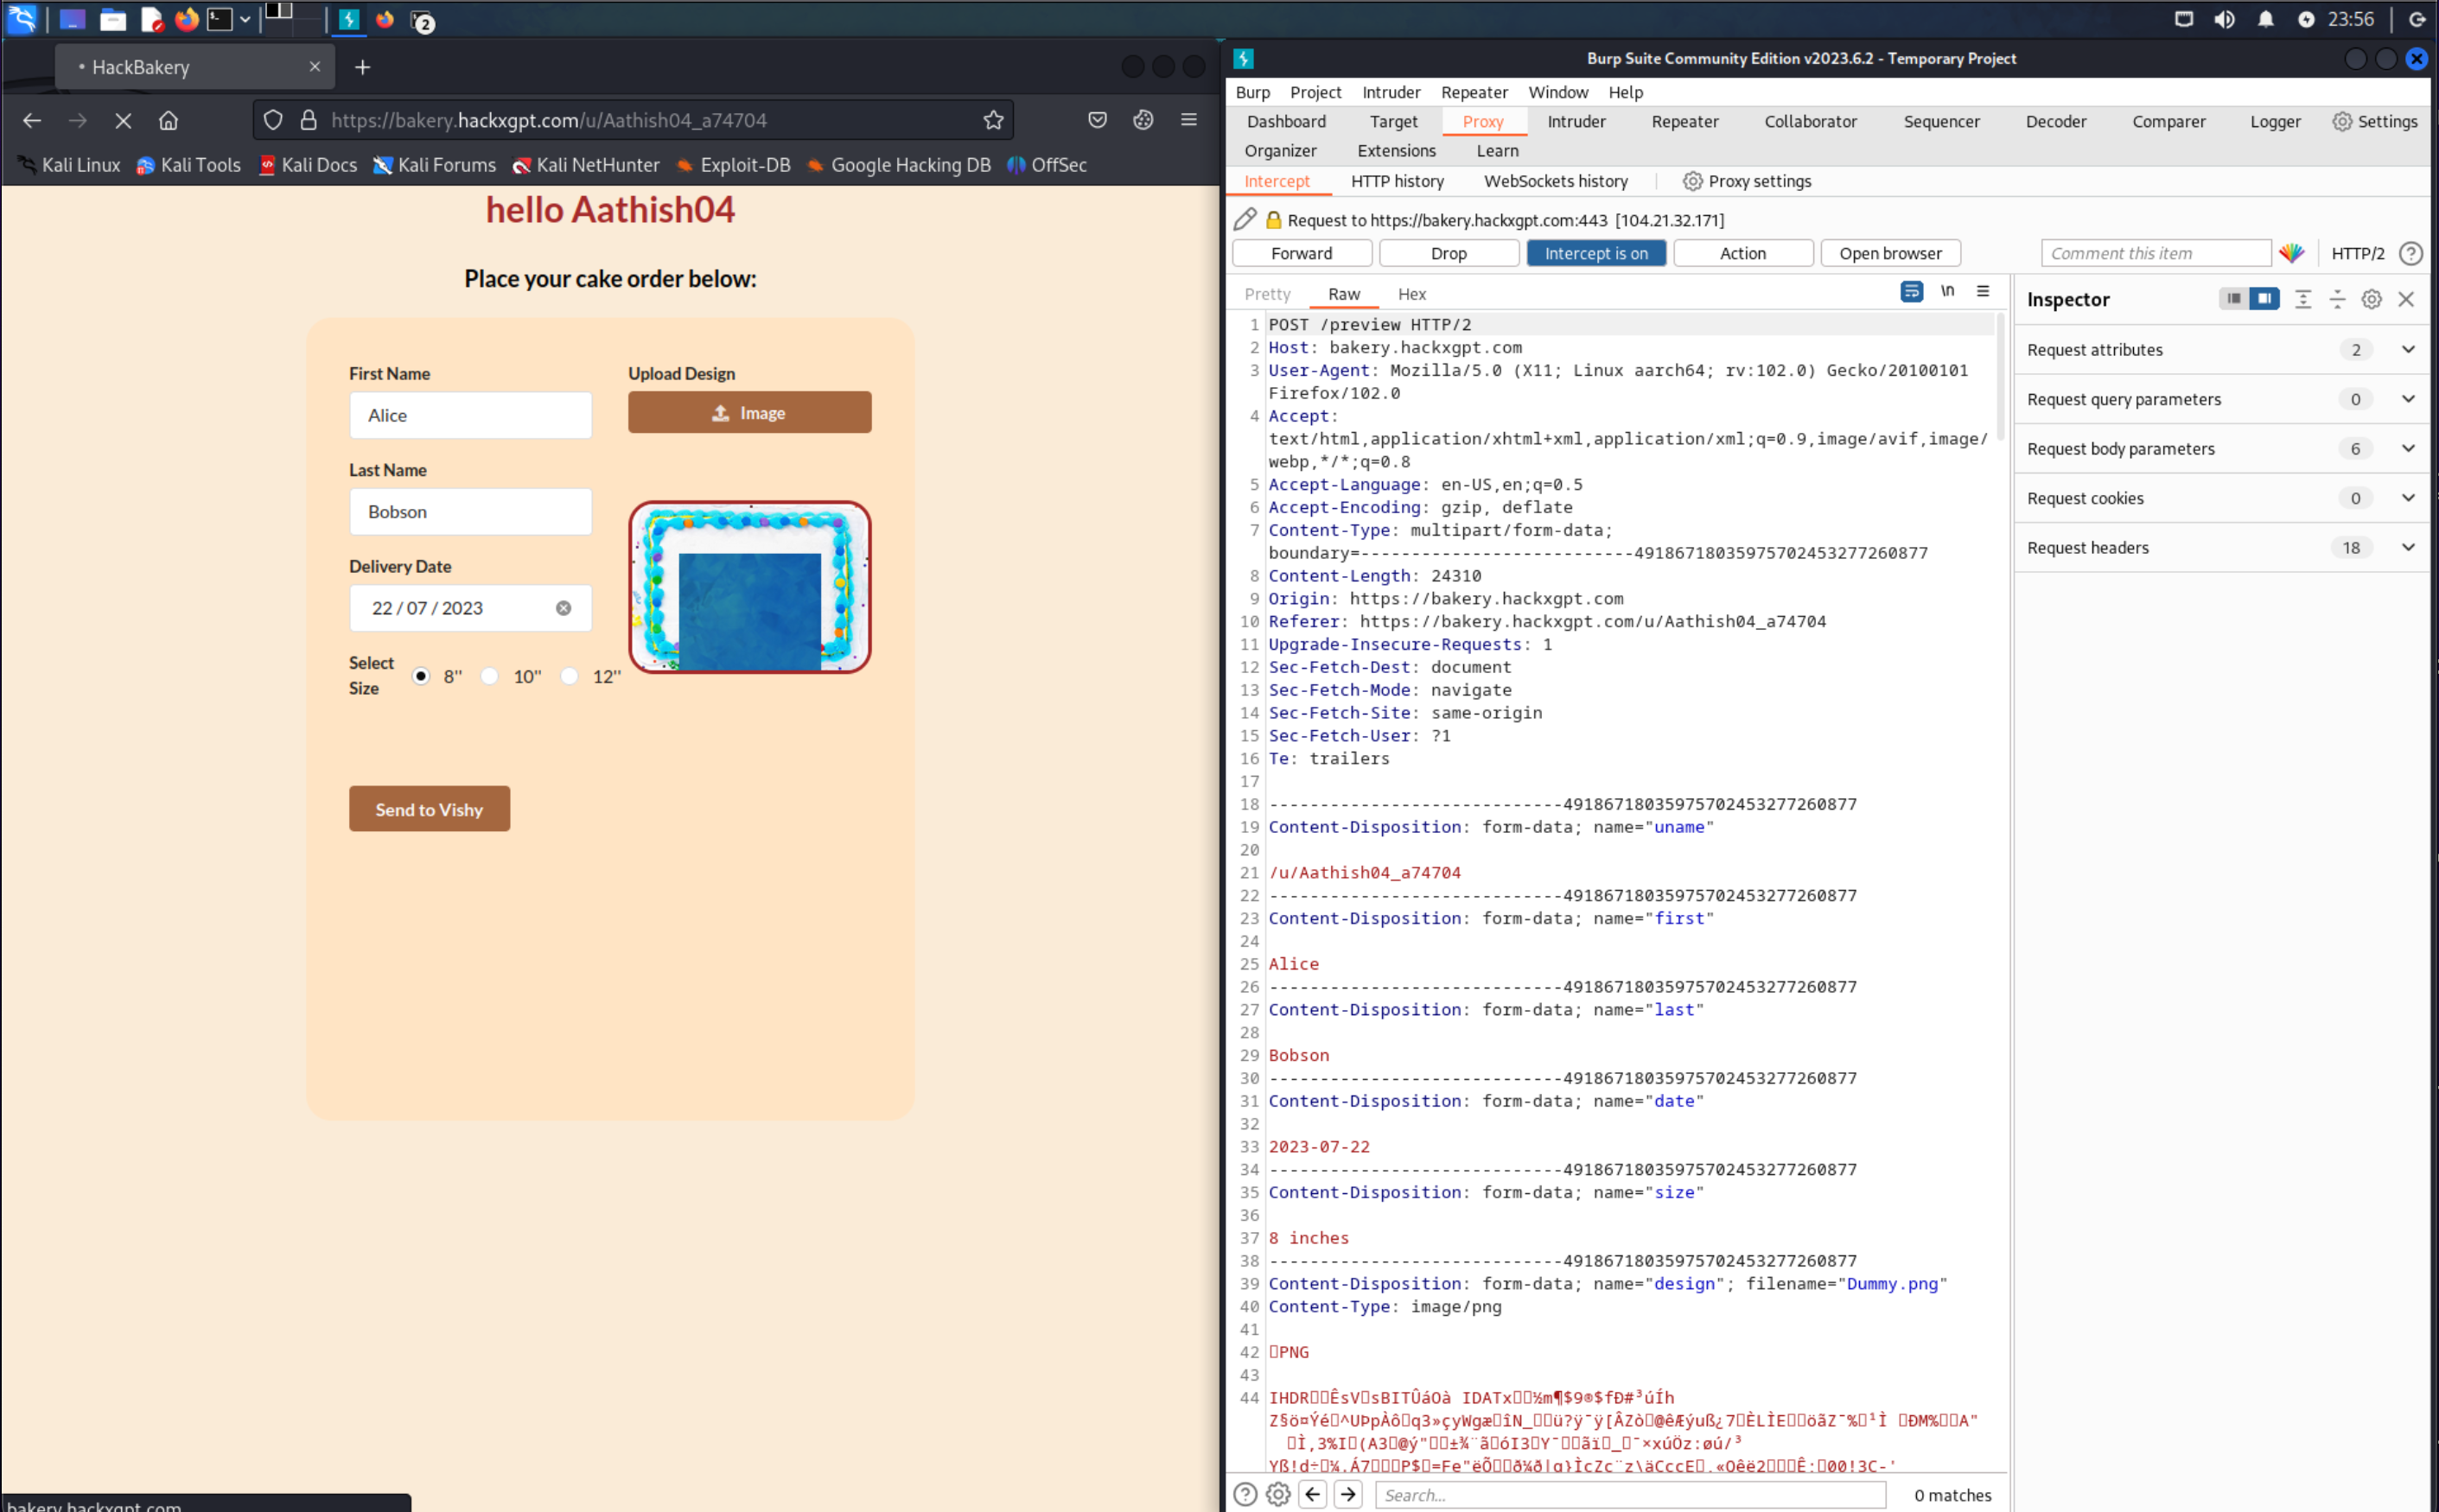 23:56
HackBakery
https://bakery.hackxgpt.com/u/Aathish04_a74704
Kali Linux Kali Tools Kali Docs Kali Forums Kali NetHunter Exploit-DB Google Hacking DB OffSec
hello Aathish04
Place your cake order below:
First Name
Alice
Last Name
Bobson
Delivery Date
22 / 07 / 2023
Select
Size
8'' 10'' 12''
Upload Design
Image
Send to Vishy
bakery.hackxgpt.com
Burp Suite Community Edition v2023.6.2 - Temporary Project
Burp Project Intruder Repeater Window Help
Dashboard Target Proxy Intruder Repeater Collaborator Sequencer Decoder Comparer Logger Settings
Organizer Extensions Learn
Intercept HTTP history WebSockets history Proxy settings
Request to https://bakery.hackxgpt.com:443 [104.21.32.171]
Forward Drop Intercept is on Action Open browser Comment this item HTTP/2
Pretty Raw Hex \n
1 POST /preview HTTP/2
2 Host: bakery.hackxgpt.com
3 User-Agent: Mozilla/5.0 (X11; Linux aarch64; rv:102.0) Gecko/20100101
Firefox/102.0
4 Accept:
text/html,application/xhtml+xml,application/xml;q=0.9,image/avif,image/
webp,*/*;q=0.8
5 Accept-Language: en-US,en;q=0.5
6 Accept-Encoding: gzip, deflate
7 Content-Type: multipart/form-data;
boundary=---------------------------49186718035975702453277260877
8 Content-Length: 24310
9 Origin: https://bakery.hackxgpt.com
10 Referer: https://bakery.hackxgpt.com/u/Aathish04_a74704
11 Upgrade-Insecure-Requests: 1
12 Sec-Fetch-Dest: document
13 Sec-Fetch-Mode: navigate
14 Sec-Fetch-Site: same-origin
15 Sec-Fetch-User: ?1
16 Te: trailers
17
18 -----------------------------49186718035975702453277260877
19 Content-Disposition: form-data; name="uname"
20
21 /u/Aathish04_a74704
22 -----------------------------49186718035975702453277260877
23 Content-Disposition: form-data; name="first"
24
25 Alice
26 -----------------------------49186718035975702453277260877
27 Content-Disposition: form-data; name="last"
28
29 Bobson
30 -----------------------------49186718035975702453277260877
31 Content-Disposition: form-data; name="date"
32
33 2023-07-22
34 -----------------------------49186718035975702453277260877
35 Content-Disposition: form-data; name="size"
36
37 8 inches
38 -----------------------------49186718035975702453277260877
39 Content-Disposition: form-data; name="design"; filename="Dummy.png"
40 Content-Type: image/png
41
42 PNG
43
44
Search...
0 matches
Inspector
Request attributes 2
Request query parameters 0
Request body parameters 6
Request cookies 0
Request headers 18